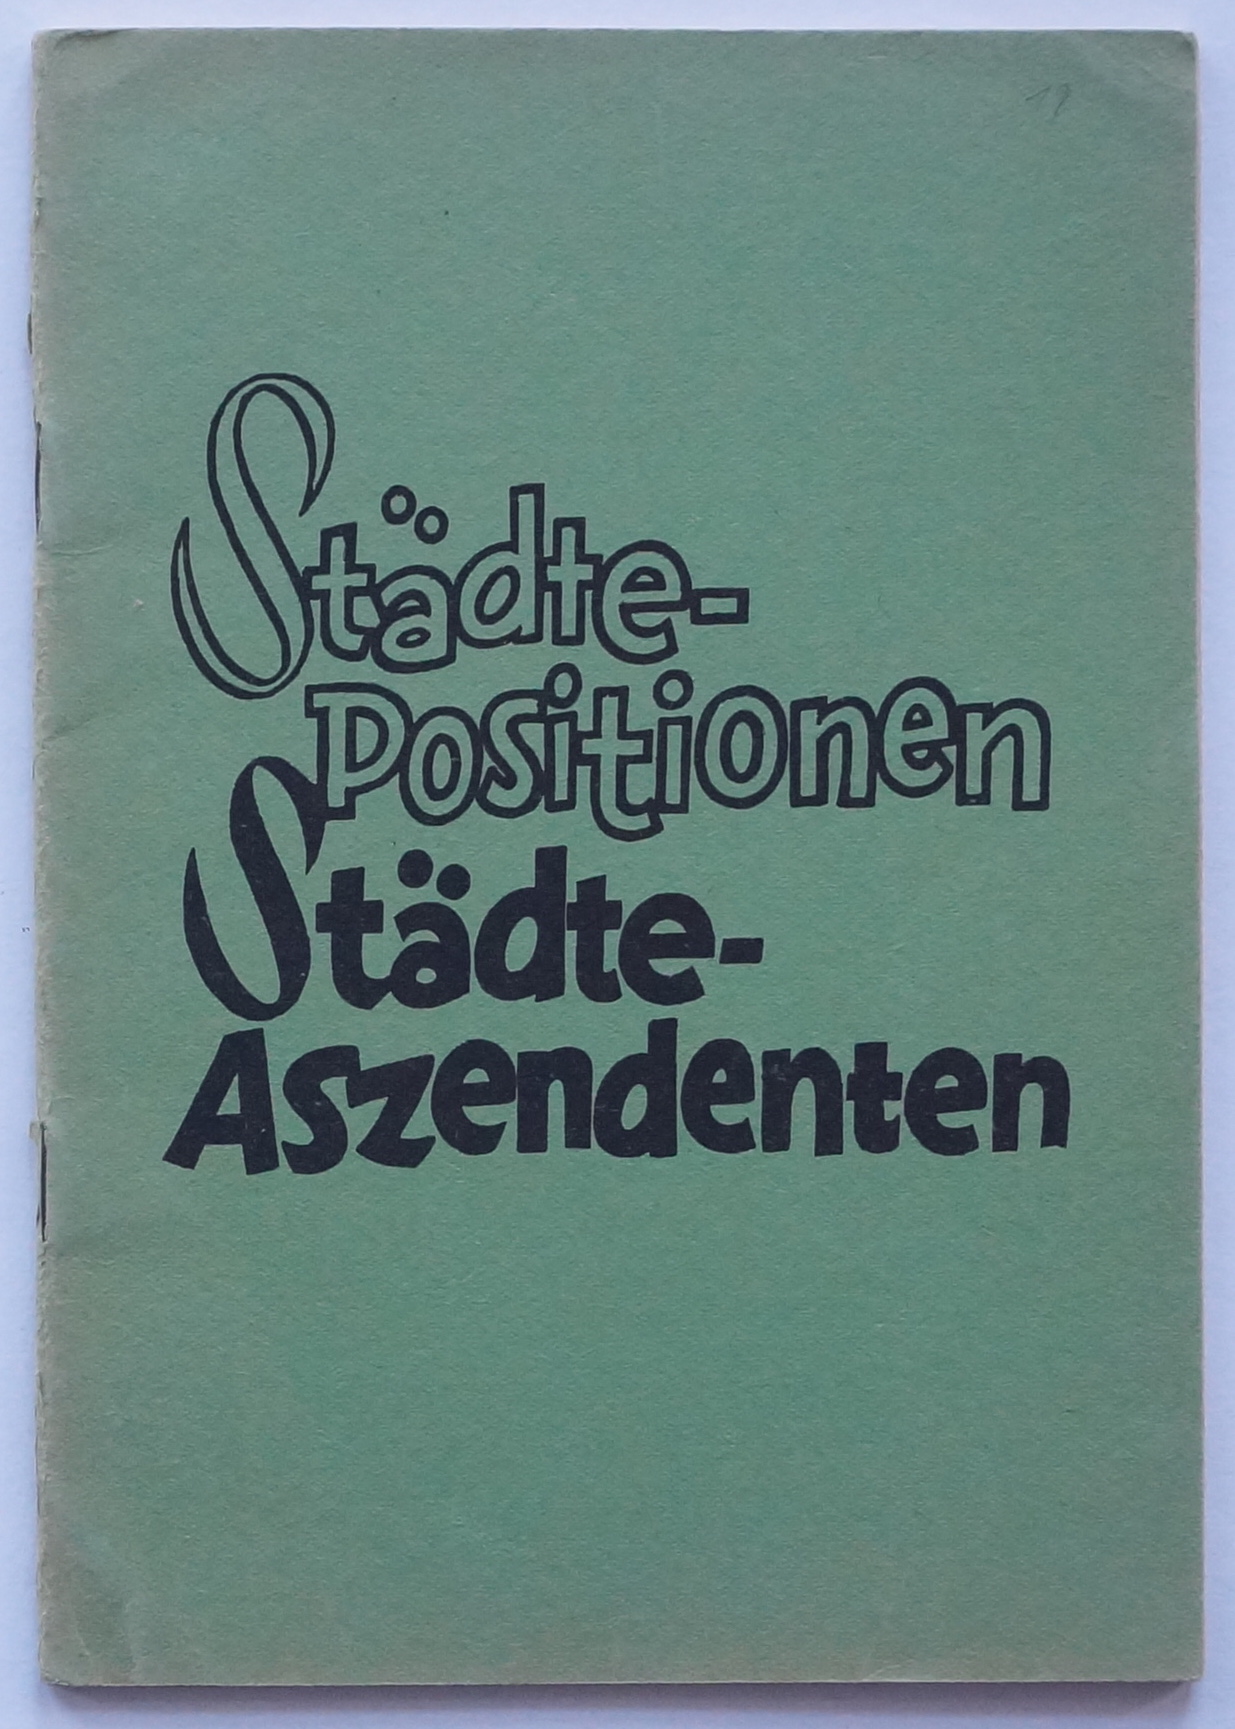 Städte-
Positionen
Städte-
Aszendenten